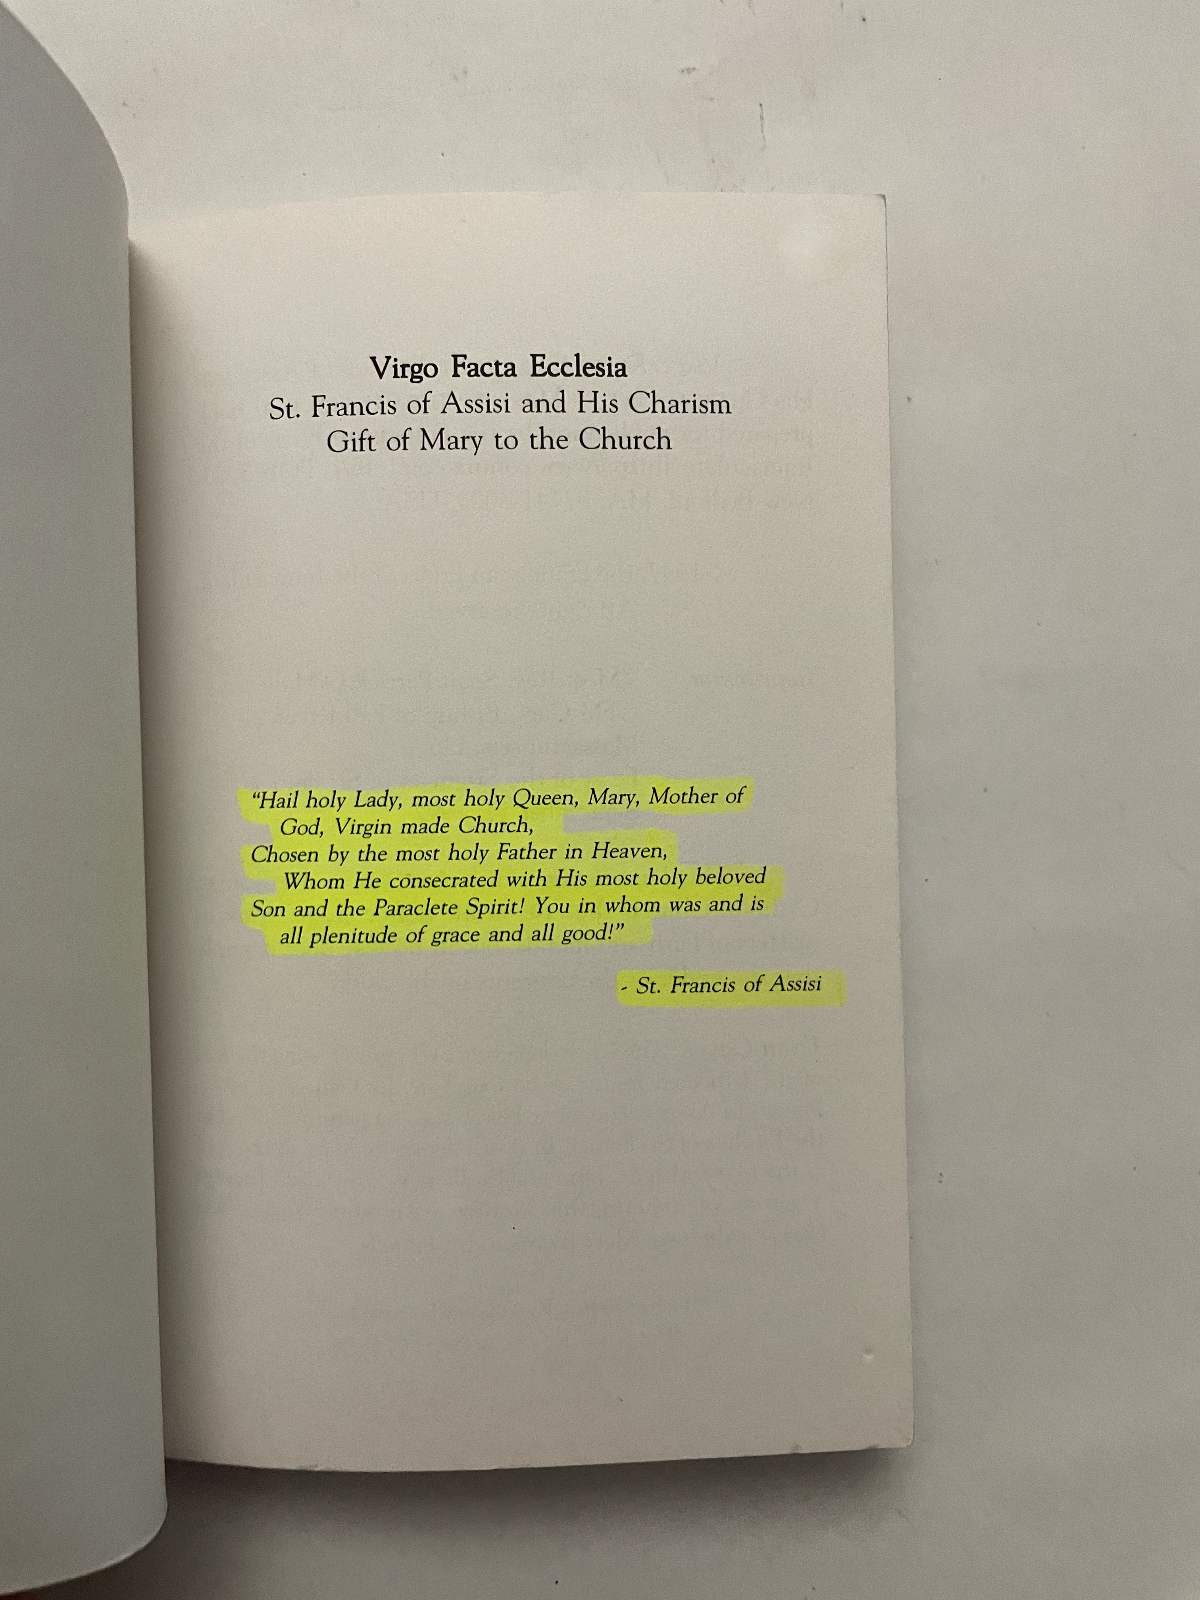 Virgo Facta Ecclesia
St. Francis of Assisi and His Charism
Gift of Mary to the Church
“Hail holy Lady, most holy Queen, Mary, Mother of
God, Virgin made Church,
Chosen by the most holy Father in Heaven,
Whom He consecrated with His most holy beloved
Son and the Paraclete Spirit! You in whom was and is
all plenitude of grace and all good!”
- St. Francis of Assisi